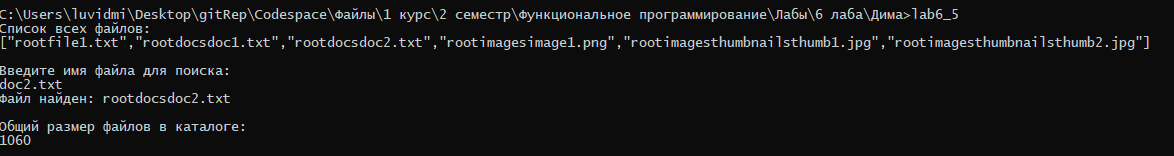 C:\Users\luvidmi\Desktop\gitRep\Codespace\Файлы\1 курс\2 семестр\Функциональное программирование\Лабы\6 лаба\Дима>lab6_5
Список всех файлов:
["rootfile1.txt","rootdocsdoc1.txt","rootdocsdoc2.txt","rootimagesimage1.png","rootimagesthumbnailsthumb1.jpg","rootimagesthumbnailsthumb2.jpg"]
Введите имя файла для поиска:
doc2.txt
Файл найден: rootdocsdoc2.txt
Общий размер файлов в каталоге:
1060